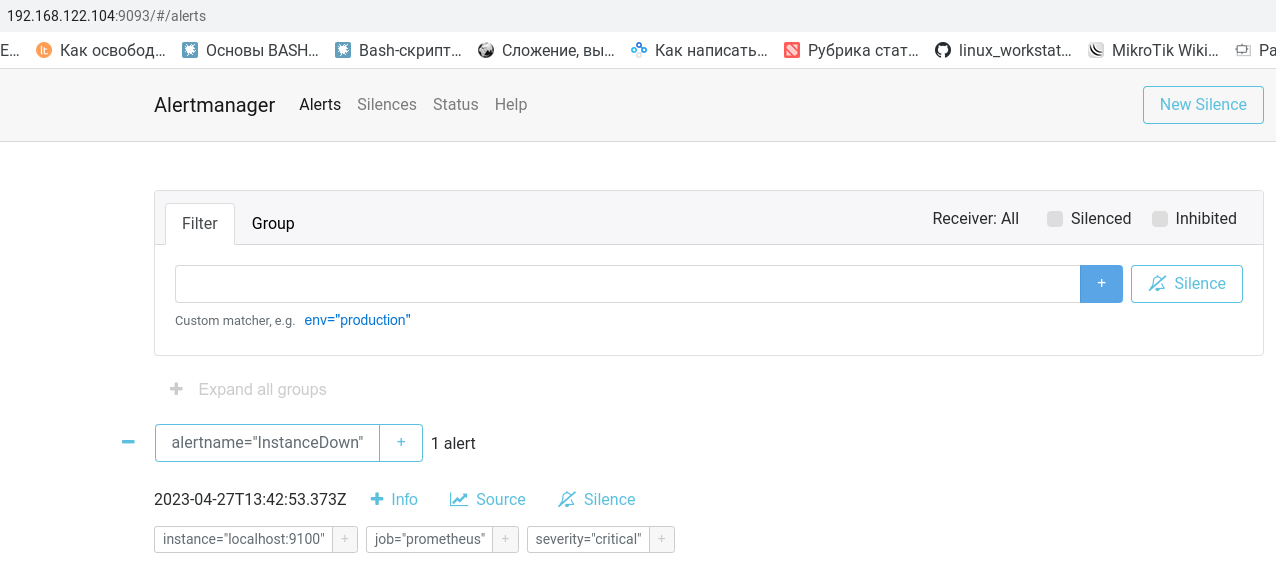 192.168.122.104:9093/#/alerts
E... Как освобод... Основы BASH... Bash-скрипт... Сложение, вы... Как написать... Рубрика стат... linux_workstat... MikroTik Wiki... Ра
Alertmanager Alerts Silences Status Help New Silence
Filter Group Receiver: All Silenced Inhibited
+ Silence
Custom matcher, e.g. env="production"
+ Expand all groups
alertname="InstanceDown" + 1 alert
2023-04-27T13:42:53.373Z + Info Source Silence
instance="localhost:9100" + job="prometheus" + severity="critical" +